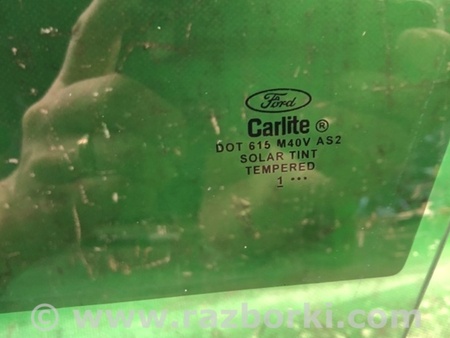 Ford
Carlite ®
DOT 615 M40V AS2
SOLAR TINT
TEMPERED
1 ...
© www.razborki.com